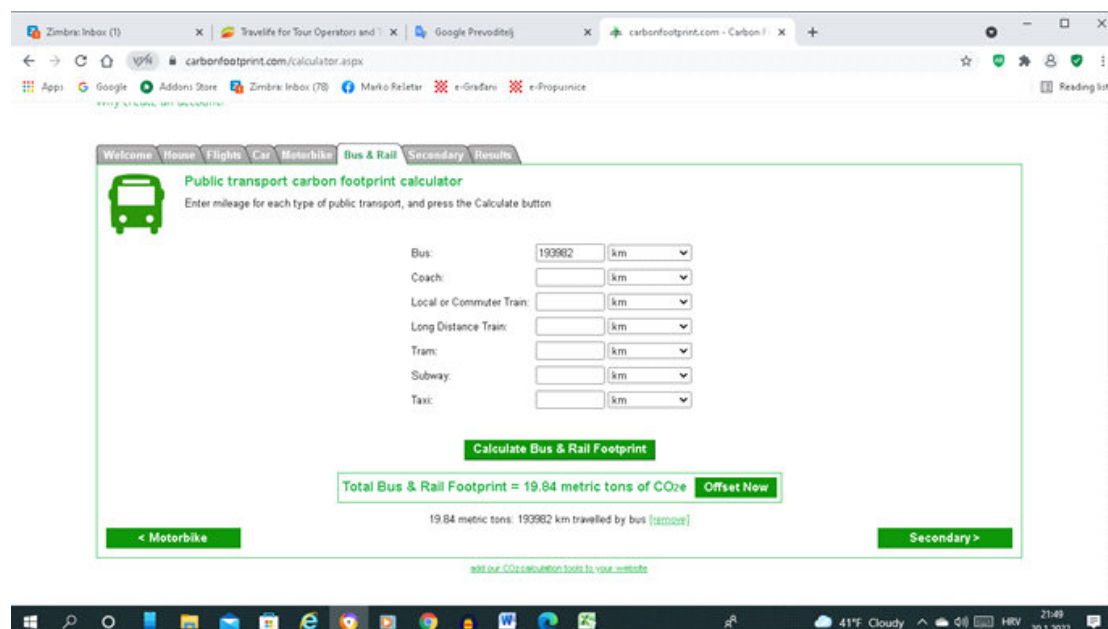 Zimbra: Inbox (1)
Travelife for Tour Operators and T
Google Prevoditelj
carbonfootprint.com - Carbon F
VPN
carbonfootprint.com/calculator.aspx
Apps
Google
Addons Store
Zimbra: Inbox (78)
Marko Reletar
e-Građani
e-Propusnice
Reading list
Why create an account?
Welcome House Flights Car Motorbike Bus & Rail Secondary Results
Public transport carbon footprint calculator
Enter mileage for each type of public transport, and press the Calculate button
Bus: 193982 km
Coach: km
Local or Commuter Train: km
Long Distance Train: km
Tram: km
Subway: km
Taxi: km
Calculate Bus & Rail Footprint
Total Bus & Rail Footprint = 19.84 metric tons of CO2e Offset Now
19.84 metric tons: 193982 km travelled by bus [remove]
< Motorbike
Secondary >
add our CO2 calculation tools to your website
41°F Cloudy
HRV
21:49